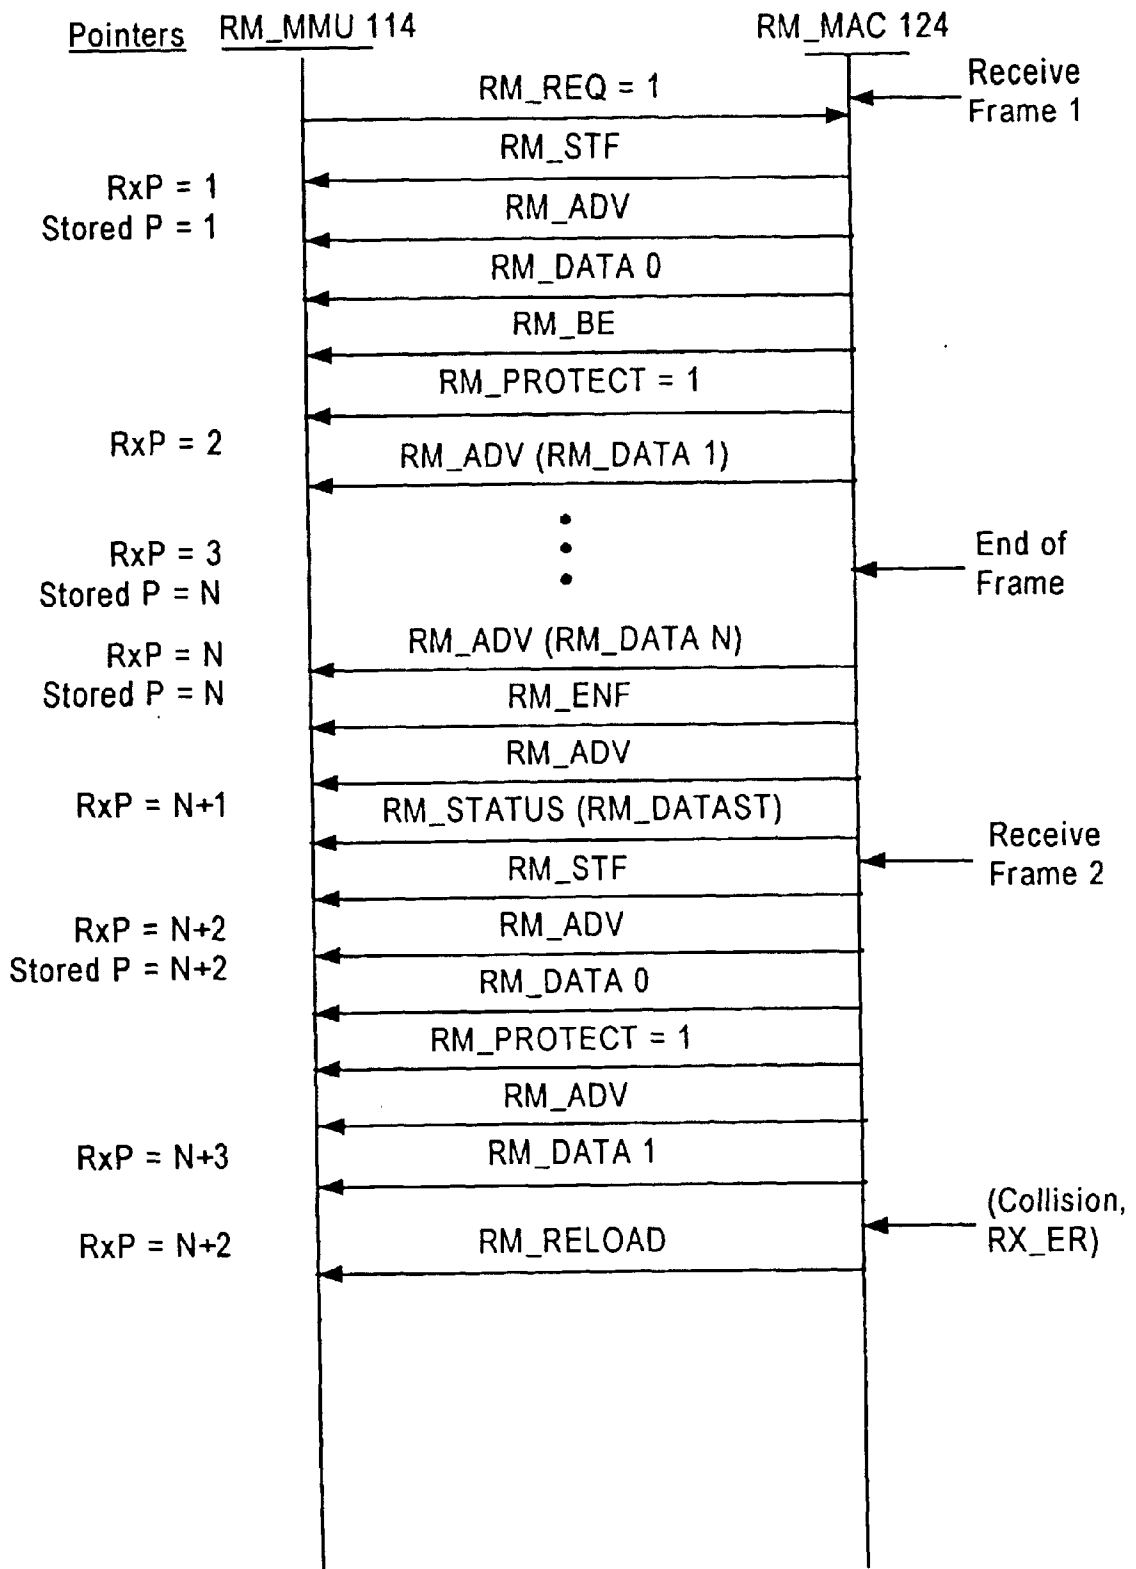 Pointers RM_MMU 114 RM_MAC 124
RM_REQ = 1
Receive
Frame 1
RM_STF
RxP = 1
Stored P = 1
RM_ADV
RM_DATA 0
RM_BE
RM_PROTECT = 1
RxP = 2
RM_ADV (RM_DATA 1)
RxP = 3
Stored P = N
End of
Frame
RM_ADV (RM_DATA N)
RxP = N
Stored P = N
RM_ENF
RM_ADV
RxP = N+1
RM_STATUS (RM_DATAST)
Receive
Frame 2
RM_STF
RxP = N+2
Stored P = N+2
RM_ADV
RM_DATA 0
RM_PROTECT = 1
RM_ADV
RxP = N+3
RM_DATA 1
(Collision,
RX_ER)
RxP = N+2
RM_RELOAD